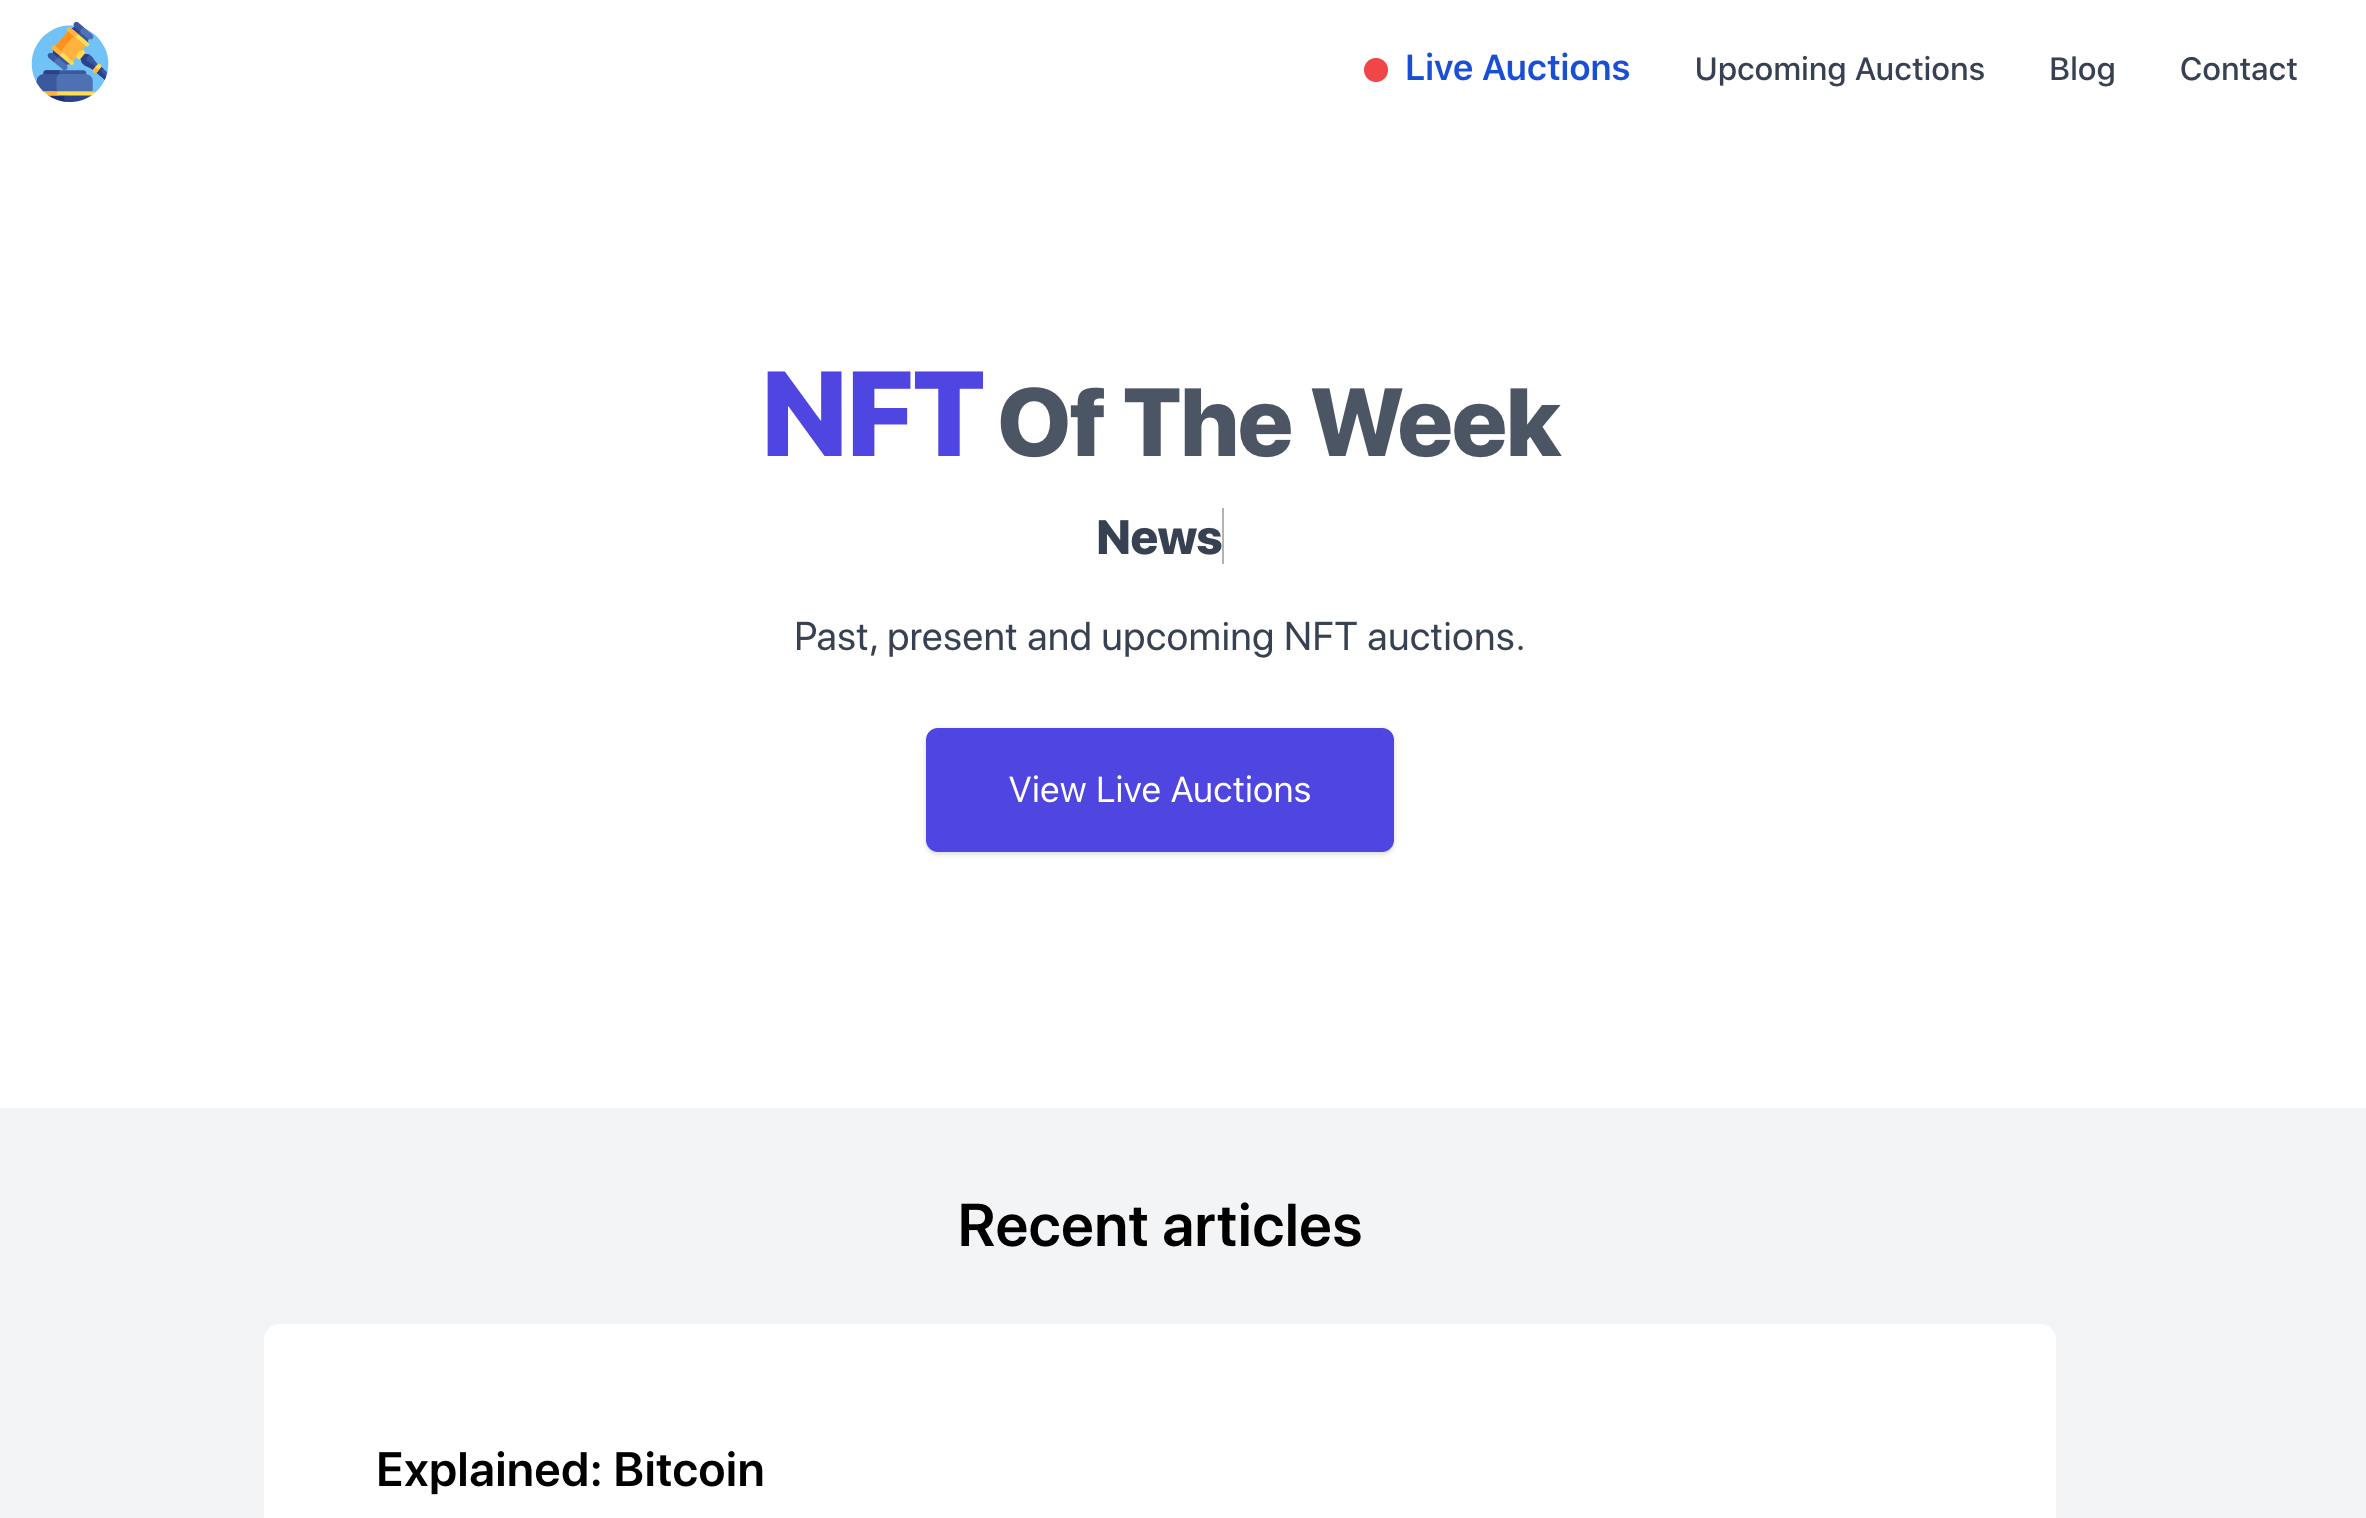 Live Auctions Upcoming Auctions Blog Contact
NFT Of The Week
News
Past, present and upcoming NFT auctions.
View Live Auctions
Recent articles
Explained: Bitcoin